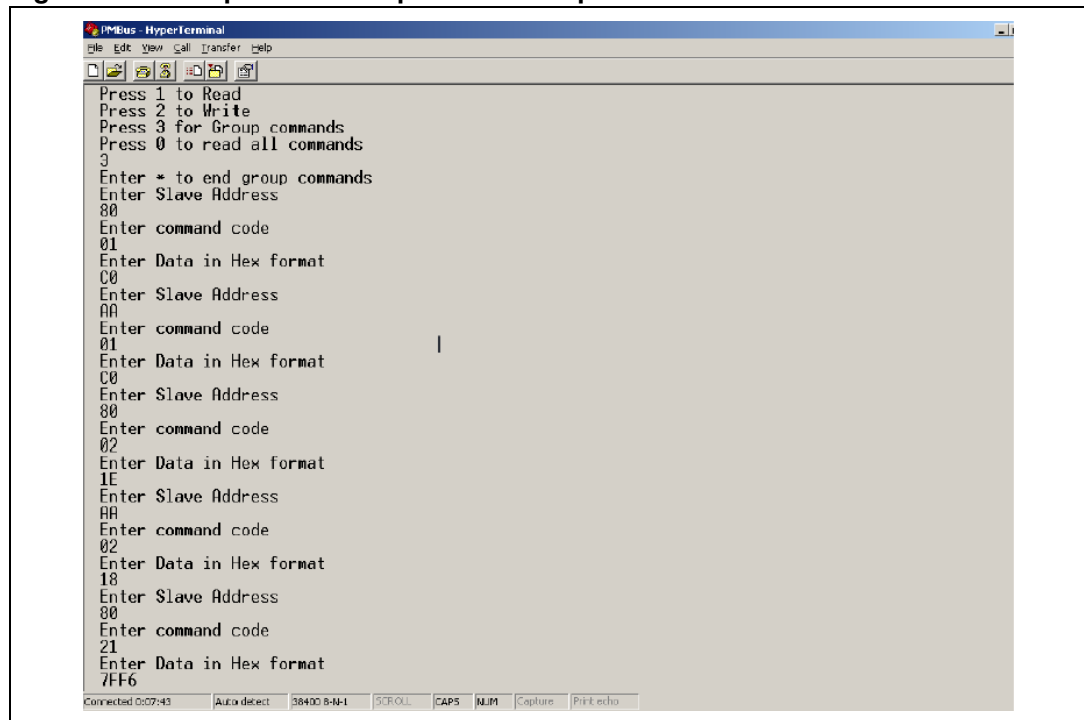 PMBus - HyperTerminal
File Edit View Call Transfer Help
Press 1 to Read
Press 2 to Write
Press 3 for Group commands
Press 0 to read all commands
3
Enter * to end group commands
Enter Slave Address
80
Enter command code
01
Enter Data in Hex format
C0
Enter Slave Address
AA
Enter command code
01
Enter Data in Hex format
C0
Enter Slave Address
80
Enter command code
02
Enter Data in Hex format
1E
Enter Slave Address
AA
Enter command code
02
Enter Data in Hex format
18
Enter Slave Address
80
Enter command code
21
Enter Data in Hex format
7FF6
Connected 0:07:43 Auto detect 38400 8-N-1 SCROLL CAPS NUM Capture Print echo